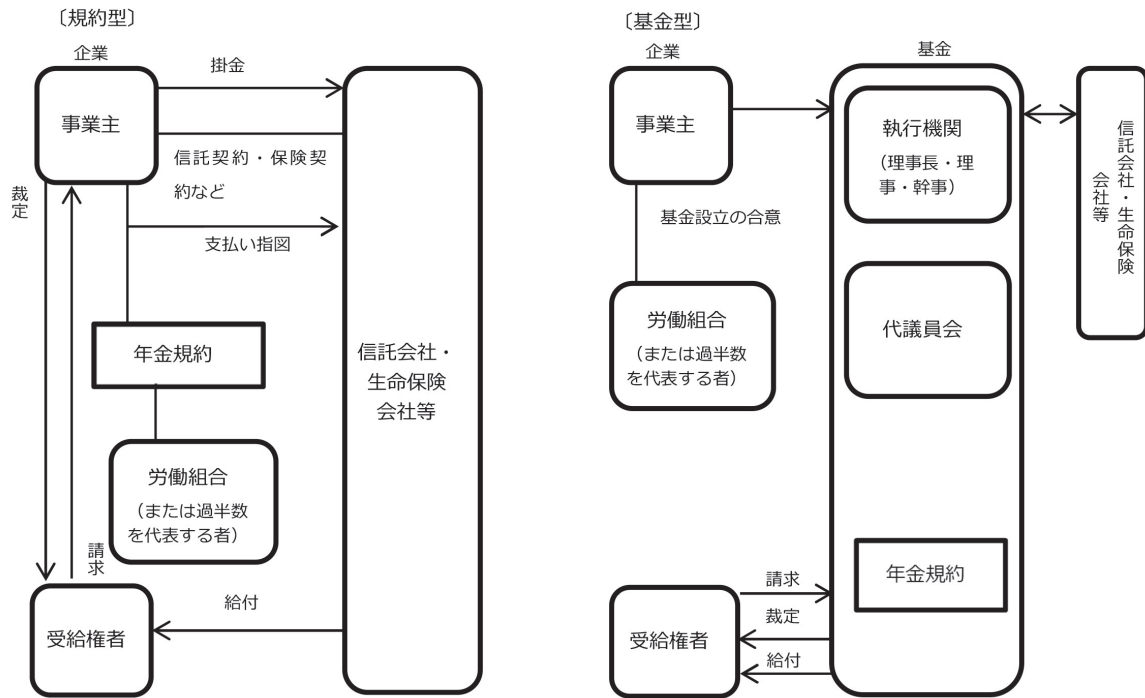 〔規約型〕
企業
事業主
掛金
信託契約・保険契
約など
支払い指図
裁定
年金規約
信託会社・
生命保険
会社等
労働組合
（または過半数
を代表する者）
請求
給付
受給権者
〔基金型〕
企業
事業主
基金
執行機関
（理事長・理
事・幹事）
信託会社・生命保険
会社等
基金設立の合意
労働組合
（または過半数
を代表する者）
代議員会
年金規約
請求
裁定
給付
受給権者